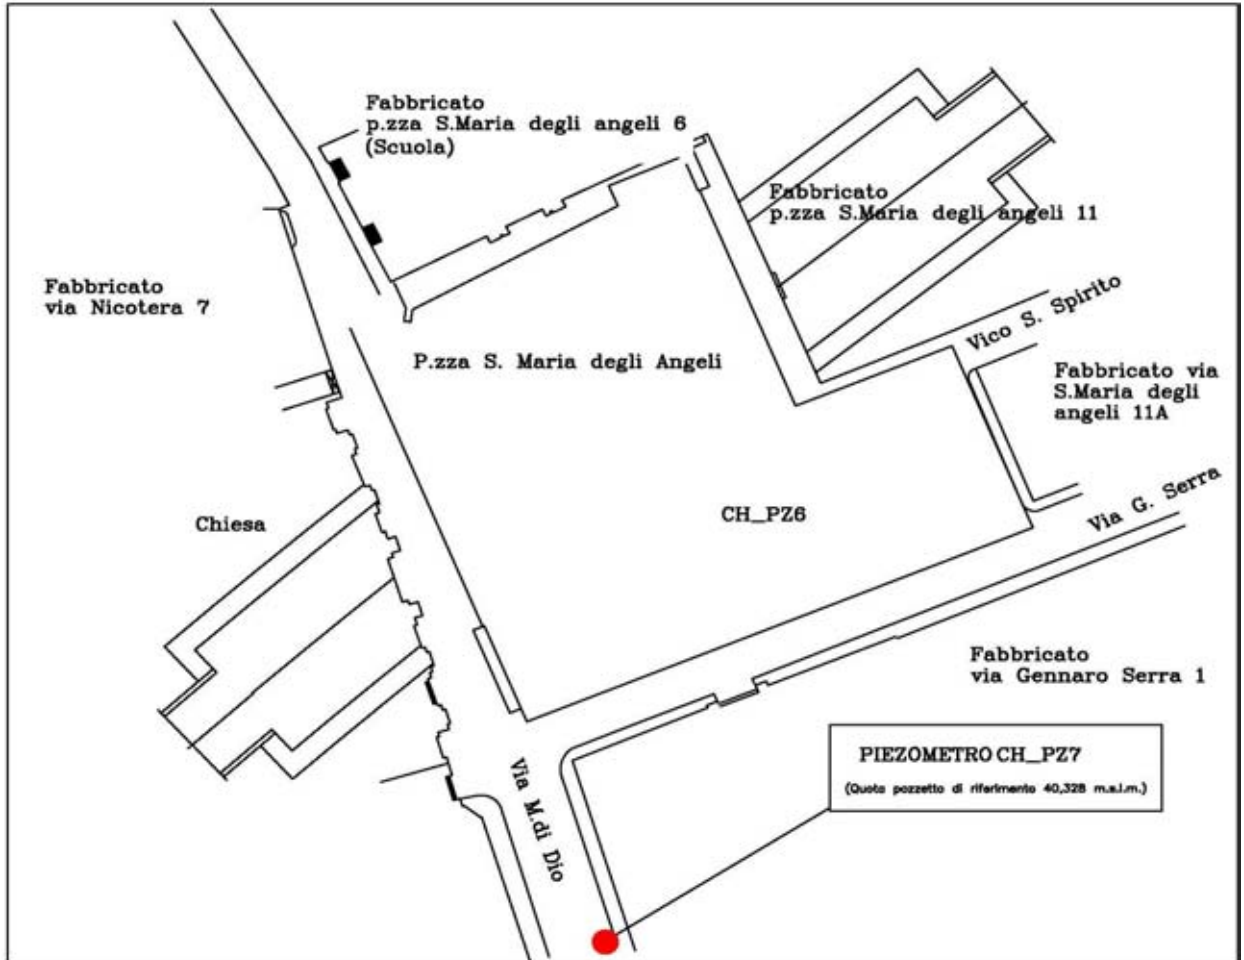 Fabbricato
p.zza S.Maria degli angeli 6
(Scuola)
Fabbricato
p.zza S.Maria degli angeli 11
Fabbricato
via Nicotera 7
Vico S. Spirito
P.zza S. Maria degli Angeli
Fabbricato via
S.Maria degli
angeli 11A
Chiesa
CH_PZ6
Via G. Serra
Fabbricato
via Gennaro Serra 1
PIEZOMETRO CH_PZ7
(Quota pozzetto di riferimento 40,328 m.s.l.m.)
Via M.di Dio